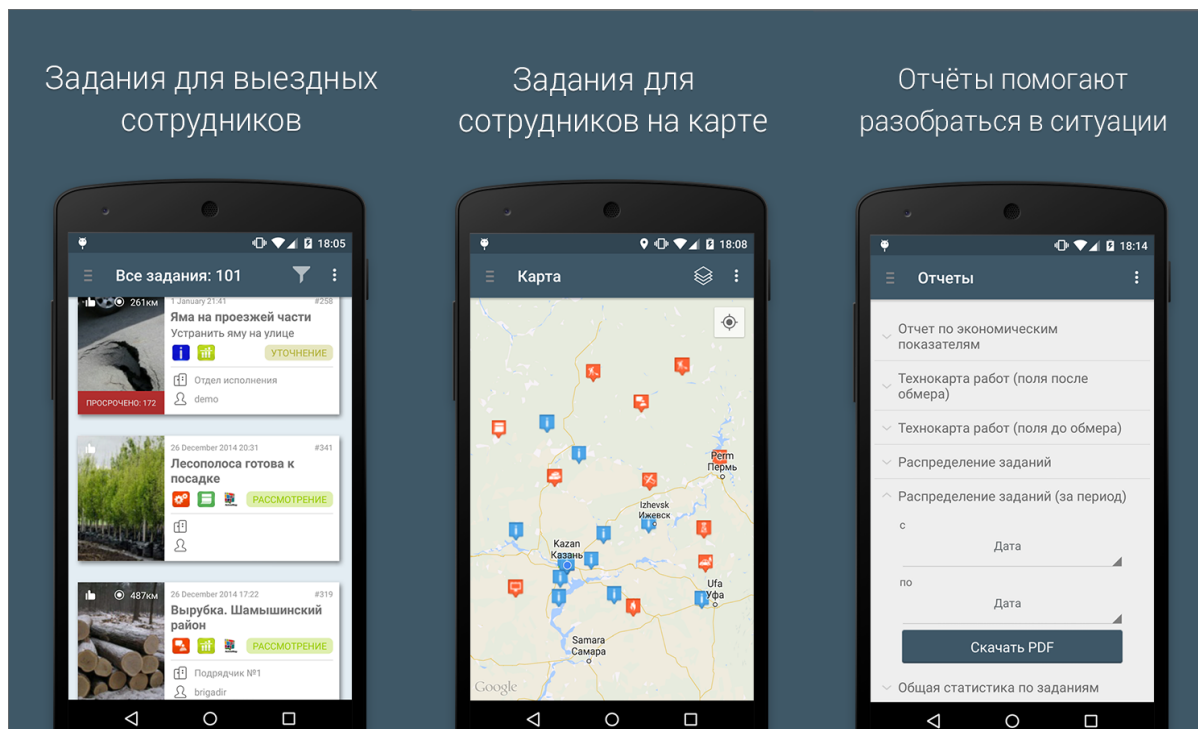 Задания для выездных
сотрудников
18:05
Все задания: 101
261км
1 January 21:41
#258
Яма на проезжей части
Устранить яму на улице
УТОЧНЕНИЕ
Отдел исполнения
demo
ПРОСРОЧЕНО: 172
26 December 2014 20:31
#341
Лесополоса готова к
посадке
РАССМОТРЕНИЕ
487км
26 December 2014 17:22
#319
Вырубка. Шамышинский
район
РАССМОТРЕНИЕ
Подрядчик №1
brigadir
Задания для
сотрудников на карте
18:08
Карта
Perm
Пермь
Izhevsk
Ижевск
Kazan
Казань
Ufa
Уфа
Samara
Самара
Google
Отчёты помогают
разобраться в ситуации
18:14
Отчеты
Отчет по экономическим
показателям
Технокарта работ (поля после
обмера)
Технокарта работ (поля до обмера)
Распределение заданий
Распределение заданий (за период)
с
Дата
по
Дата
Скачать PDF
Общая статистика по заданиям